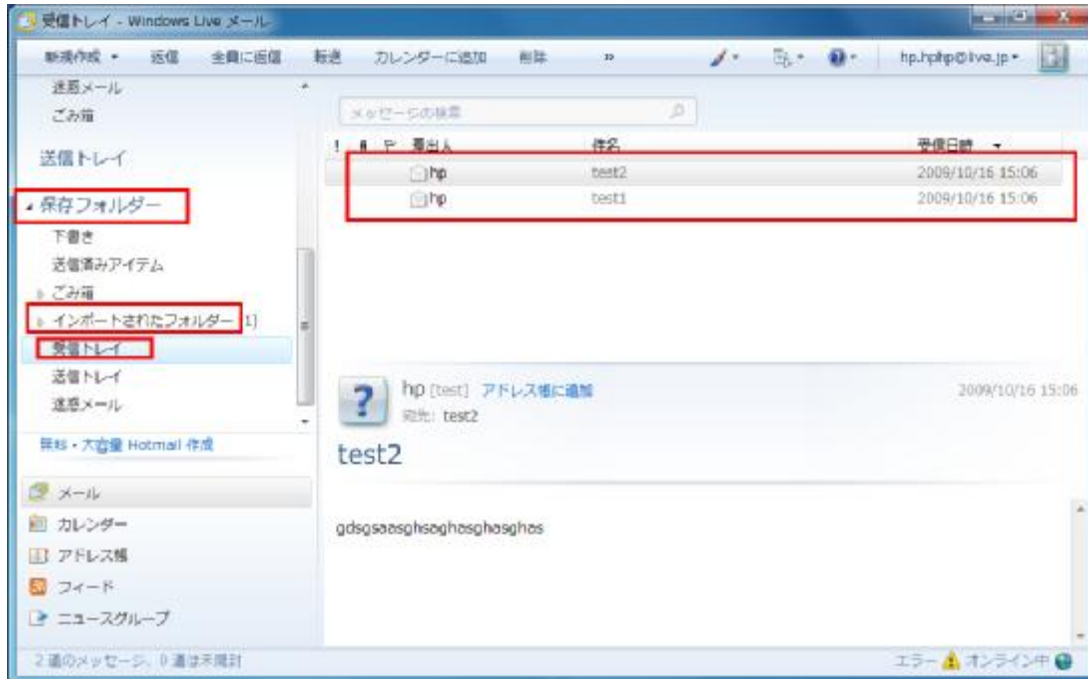 受信トレイ - Windows Live メール
新規作成 返信 全員に返信 転送 カレンダーに追加 削除 » hp.hphp@live.jp
迷惑メール
ごみ箱
メッセージの検索
送信トレイ
! 差出人 件名 受信日時
hp test2 2009/10/16 15:06
hp test1 2009/10/16 15:06
保存フォルダー
下書き
送信済みアイテム
ごみ箱
インポートされたフォルダー 1]
受信トレイ
送信トレイ
迷惑メール
無料・大容量 Hotmail 作成
hp [test] アドレス帳に追加 2009/10/16 15:06
宛先: test2
test2
gdsgsaasghsaghasghasghas
メール
カレンダー
アドレス帳
フィード
ニュースグループ
2 通のメッセージ、0 通は未開封 エラー オンライン中